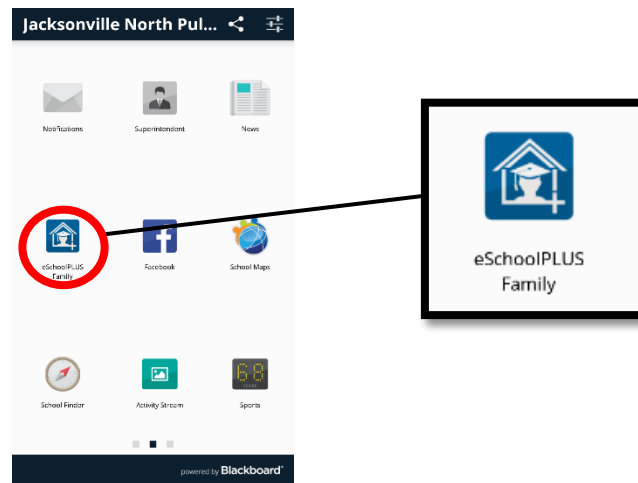 Jacksonville North Pul...
Notifications
Superintendent
News
eSchoolPLUS
Family
Facebook
School Maps
School Finder
Activity Stream
68
Sports
powered by Blackboard
eSchoolPLUS
Family